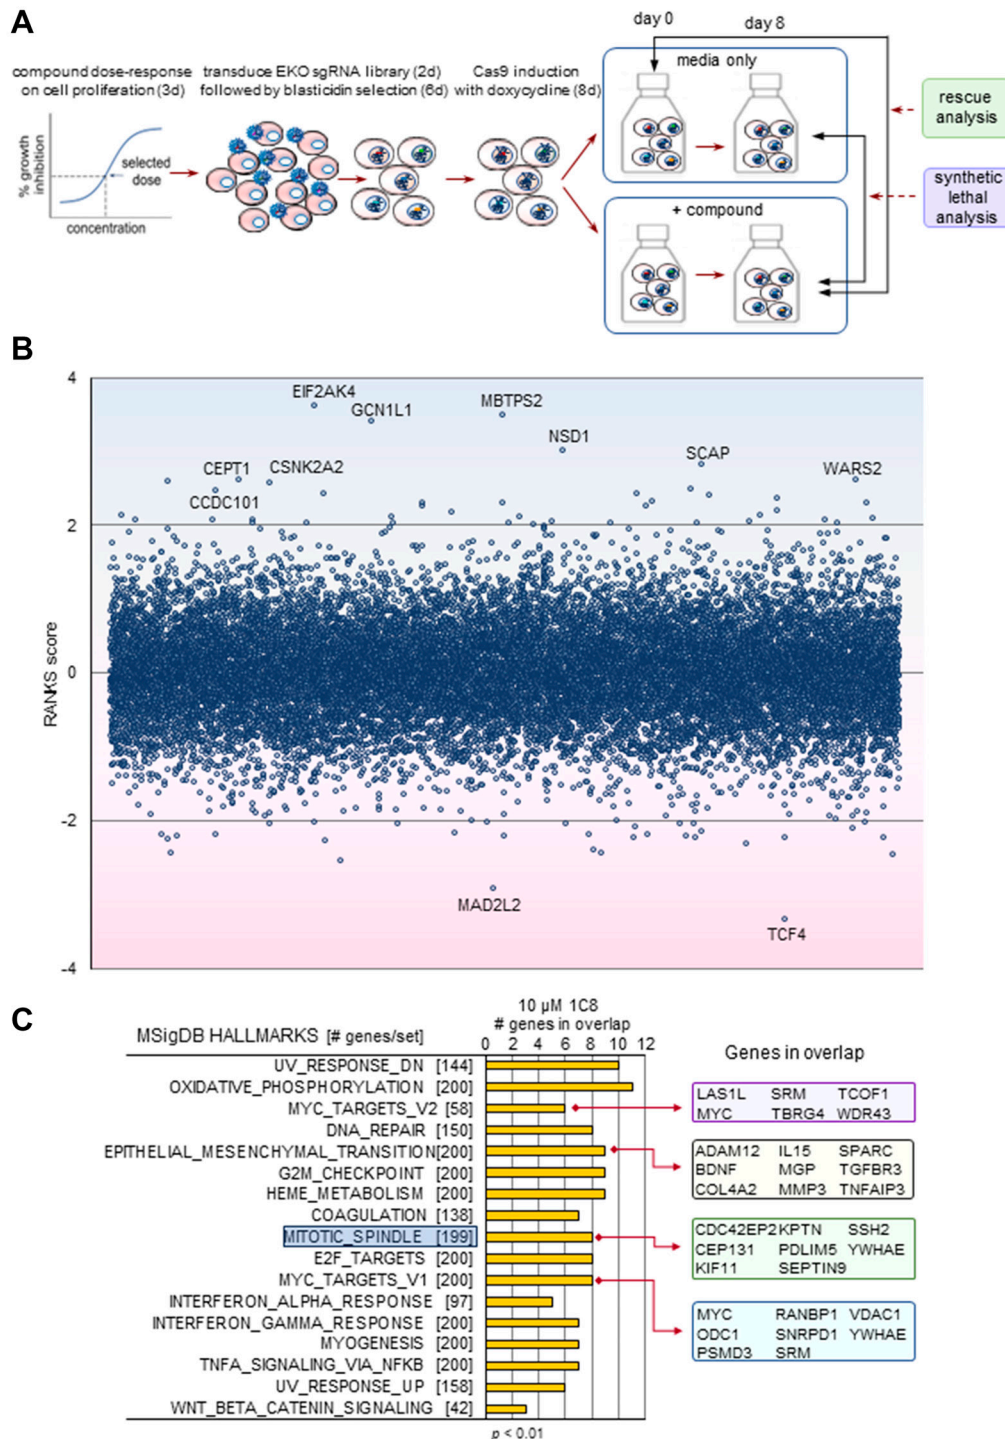 A
day 0
day 8
compound dose-response
on cell proliferation (3d)
transduce EKO sgRNA library (2d)
followed by blasticidin selection (6d)
Cas9 induction
with doxycycline (8d)
media only
rescue
analysis
% growth
inhibition
selected
dose
concentration
synthetic
lethal
analysis
+ compound
B
4
EIF2AK4
GCN1L1
MBTPS2
NSD1
SCAP
CEPT1
CSNK2A2
WARS2
CCDC101
2
RANKS score
0
-2
MAD2L2
TCF4
-4
C
10 µM 1C8
# genes in overlap
MSigDB HALLMARKS [# genes/set]
0 2 4 6 8 10 12
Genes in overlap
UV_RESPONSE_DN [144]
OXIDATIVE_PHOSPHORYLATION [200]
MYC_TARGETS_V2 [58]
DNA_REPAIR [150]
EPITHELIAL_MESENCHYMAL_TRANSITION[200]
G2M_CHECKPOINT [200]
HEME_METABOLISM [200]
COAGULATION [138]
MITOTIC_SPINDLE [199]
E2F_TARGETS [200]
MYC_TARGETS_V1 [200]
INTERFERON_ALPHA_RESPONSE [97]
INTERFERON_GAMMA_RESPONSE [200]
MYOGENESIS [200]
TNFA_SIGNALING_VIA_NFKB [200]
UV_RESPONSE_UP [158]
WNT_BETA_CATENIN_SIGNALING [42]
p < 0.01
LAS1L SRM TCOF1
MYC TBRG4 WDR43
ADAM12 IL15 SPARC
BDNF MGP TGFBR3
COL4A2 MMP3 TNFAIP3
CDC42EP2 KPTN SSH2
CEP131 PDLIM5 YWHAE
KIF11 SEPTIN9
MYC RANBP1 VDAC1
ODC1 SNRPD1 YWHAE
PSMD3 SRM